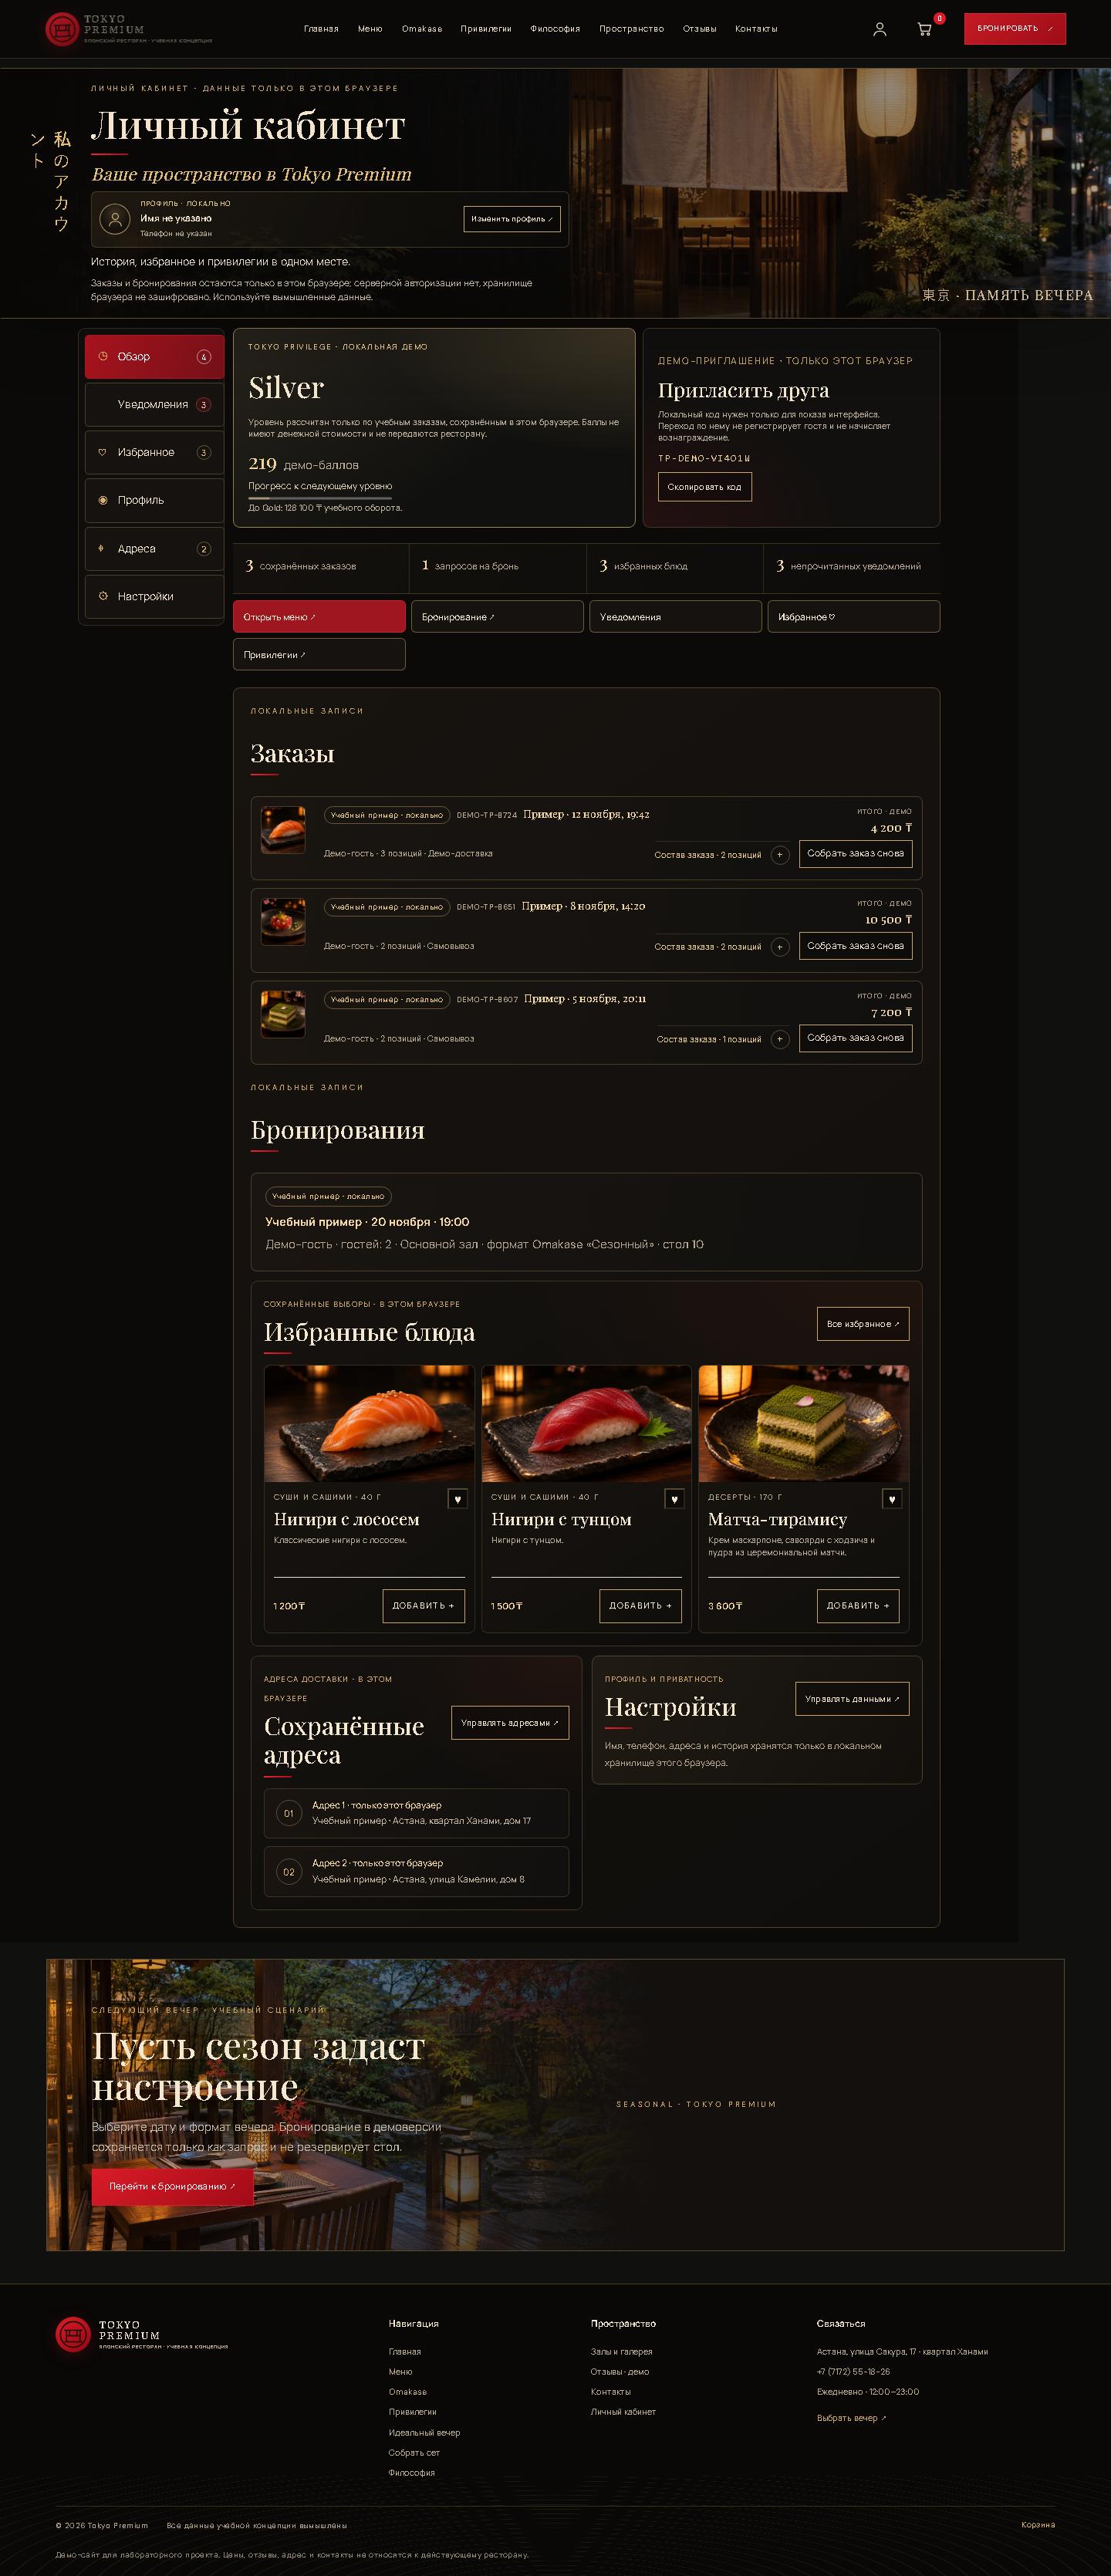 TOKYO
PREMIUM
ЯПОНСКИЙ РЕСТОРАН · УЧЕБНАЯ КОНЦЕПЦИЯ
Главная Меню Omakase Привилегии Философия Пространство Отзывы Контакты
0
БРОНИРОВАТЬ ↗
ЛИЧНЫЙ КАБИНЕТ · ДАННЫЕ ТОЛЬКО В ЭТОМ БРАУЗЕРЕ
私のアカウント
Личный кабинет
Ваше пространство в Tokyo Premium
ПРОФИЛЬ · ЛОКАЛЬНО
Имя не указано
Телефон не указан
Изменить профиль ↗
История, избранное и привилегии в одном месте.
Заказы и бронирования остаются только в этом браузере; серверной авторизации нет, хранилище
браузера не зашифровано. Используйте вымышленные данные.
東京 · ПАМЯТЬ ВЕЧЕРА
Обзор 4
Уведомления 3
Избранное 3
Профиль
Адреса 2
Настройки
TOKYO PRIVILEGE · ЛОКАЛЬНАЯ ДЕМО
Silver
Уровень рассчитан только по учебным заказам, сохранённым в этом браузере. Баллы не
имеют денежной стоимости и не передаются ресторану.
219 демо-баллов
Прогресс к следующему уровню
До Gold: 128 100 ₸ учебного оборота.
ДЕМО-ПРИГЛАШЕНИЕ · ТОЛЬКО ЭТОТ БРАУЗЕР
Пригласить друга
Локальный код нужен только для показа интерфейса.
Переход по нему не регистрирует гостя и не начисляет
вознаграждение.
TP-DEMO-VI401W
Скопировать код
3 сохранённых заказов
1 запросов на бронь
3 избранных блюд
3 непрочитанных уведомлений
Открыть меню ↗
Бронирование ↗
Уведомления
Избранное ♡
Привилегии ↗
ЛОКАЛЬНЫЕ ЗАПИСИ
Заказы
Учебный пример · локально DEMO-TP-8724 Пример · 12 ноября, 19:42
ИТОГО · ДЕМО
4 200 ₸
Демо-гость · 3 позиций · Демо-доставка
Состав заказа · 2 позиций +
Собрать заказ снова
Учебный пример · локально DEMO-TP-8651 Пример · 8 ноября, 14:20
ИТОГО · ДЕМО
10 500 ₸
Демо-гость · 2 позиций · Самовывоз
Состав заказа · 2 позиций +
Собрать заказ снова
Учебный пример · локально DEMO-TP-8607 Пример · 5 ноября, 20:11
ИТОГО · ДЕМО
7 200 ₸
Демо-гость · 2 позиций · Самовывоз
Состав заказа · 1 позиций +
Собрать заказ снова
ЛОКАЛЬНЫЕ ЗАПИСИ
Бронирования
Учебный пример · локально
Учебный пример · 20 ноября · 19:00
Демо-гость · гостей: 2 · Основной зал · формат Omakase «Сезонный» · стол 10
СОХРАНЁННЫЕ ВЫБОРЫ · В ЭТОМ БРАУЗЕРЕ
Избранные блюда
Все избранное ↗
СУШИ И САШИМИ · 40 Г
Нигири с лососем
Классические нигири с лососем.
1 200 ₸
ДОБАВИТЬ +
СУШИ И САШИМИ · 40 Г
Нигири с тунцом
Нигири с тунцом.
1 500 ₸
ДОБАВИТЬ +
ДЕСЕРТЫ · 170 Г
Матча-тирамису
Крем маскарпоне, савоярди с ходзича и
пудра из церемониальной матчи.
3 600 ₸
ДОБАВИТЬ +
АДРЕСА ДОСТАВКИ · В ЭТОМ
БРАУЗЕРЕ
Сохранённые
адреса
Управлять адресами ↗
01
Адрес 1 · только этот браузер
Учебный пример · Астана, квартал Ханами, дом 17
02
Адрес 2 · только этот браузер
Учебный пример · Астана, улица Камелии, дом 8
ПРОФИЛЬ И ПРИВАТНОСТЬ
Настройки
Управлять данными ↗
Имя, телефон, адреса и история хранятся только в локальном
хранилище этого браузера.
СЛЕДУЮЩИЙ ВЕЧЕР · УЧЕБНЫЙ СЦЕНАРИЙ
Пусть сезон задаст
настроение
Выберите дату и формат вечера. Бронирование в демоверсии
сохраняется только как запрос и не резервирует стол.
Перейти к бронированию ↗
SEASONAL · TOKYO PREMIUM
TOKYO
PREMIUM
ЯПОНСКИЙ РЕСТОРАН · УЧЕБНАЯ КОНЦЕПЦИЯ
Навигация
Главная
Меню
Omakase
Привилегии
Идеальный вечер
Собрать сет
Философия
Пространство
Залы и галерея
Отзывы · демо
Контакты
Личный кабинет
Связаться
Астана, улица Сакура, 17 · квартал Ханами
+7 (7172) 55-18-26
Ежедневно · 12:00–23:00
Выбрать вечер ↗
© 2026 Tokyo Premium Все данные учебной концепции вымышлены
Корзина
Демо-сайт для лабораторного проекта. Цены, отзывы, адрес и контакты не относятся к действующему ресторану.